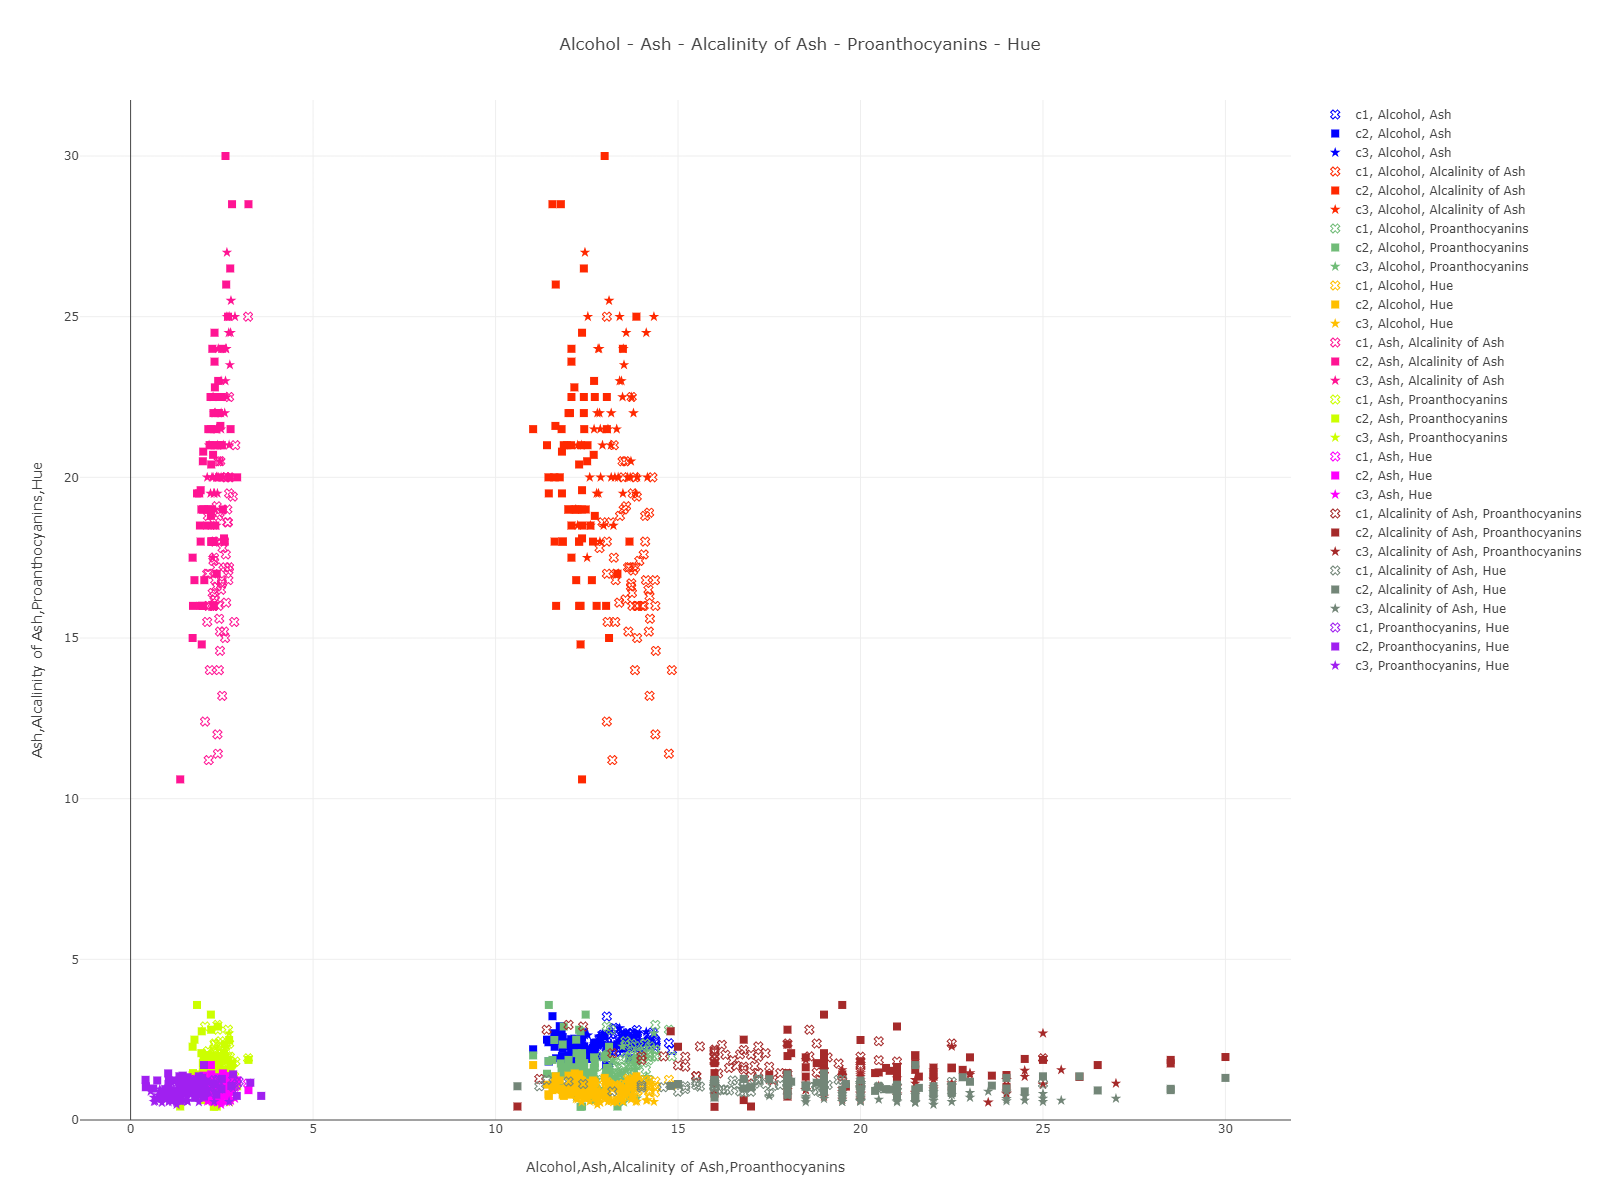 Alcohol - Ash - Alcalinity of Ash - Proanthocyanins - Hue
Ash,Alcalinity of Ash,Proanthocyanins,Hue
30
25
20
15
10
5
0
0 5 10 15 20 25 30
Alcohol,Ash,Alcalinity of Ash,Proanthocyanins
c1, Alcohol, Ash
c2, Alcohol, Ash
c3, Alcohol, Ash
c1, Alcohol, Alcalinity of Ash
c2, Alcohol, Alcalinity of Ash
c3, Alcohol, Alcalinity of Ash
c1, Alcohol, Proanthocyanins
c2, Alcohol, Proanthocyanins
c3, Alcohol, Proanthocyanins
c1, Alcohol, Hue
c2, Alcohol, Hue
c3, Alcohol, Hue
c1, Ash, Alcalinity of Ash
c2, Ash, Alcalinity of Ash
c3, Ash, Alcalinity of Ash
c1, Ash, Proanthocyanins
c2, Ash, Proanthocyanins
c3, Ash, Proanthocyanins
c1, Ash, Hue
c2, Ash, Hue
c3, Ash, Hue
c1, Alcalinity of Ash, Proanthocyanins
c2, Alcalinity of Ash, Proanthocyanins
c3, Alcalinity of Ash, Proanthocyanins
c1, Alcalinity of Ash, Hue
c2, Alcalinity of Ash, Hue
c3, Alcalinity of Ash, Hue
c1, Proanthocyanins, Hue
c2, Proanthocyanins, Hue
c3, Proanthocyanins, Hue